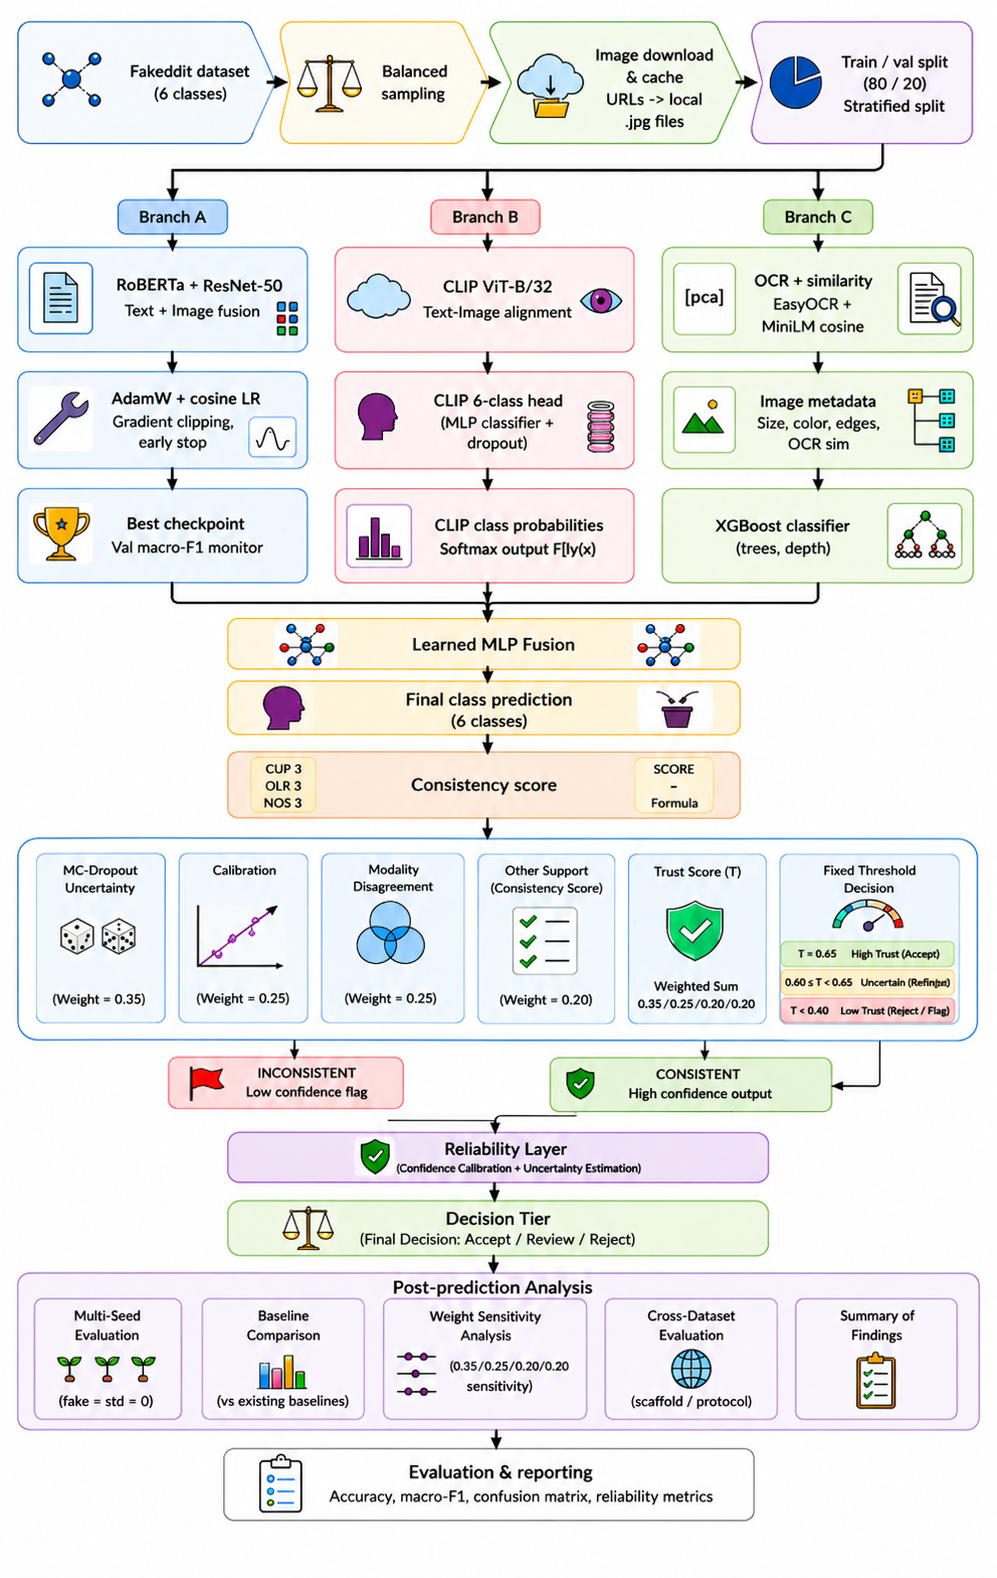 Fakeddit dataset
(6 classes)
Balanced
sampling
Image download
& cache
URLs -> local
.jpg files
Train / val split
(80 / 20)
Stratified split
Branch A
Branch B
Branch C
RoBERTa + ResNet-50
Text + Image fusion
CLIP ViT-B/32
Text-Image alignment
[pca]
OCR + similarity
EasyOCR +
MiniLM cosine
AdamW + cosine LR
Gradient clipping,
early stop
CLIP 6-class head
(MLP classifier +
dropout)
Image metadata
Size, color, edges,
OCR sim
Best checkpoint
Val macro-F1 monitor
CLIP class probabilities
Softmax output F[ly(x)
XGBoost classifier
(trees, depth)
Learned MLP Fusion
Final class prediction
(6 classes)
CUP 3
OLR 3
NOS 3
Consistency score
SCORE
–
Formula
MC-Dropout
Uncertainty
(Weight = 0.35)
Calibration
(Weight = 0.25)
Modality
Disagreement
(Weight = 0.25)
Other Support
(Consistency Score)
(Weight = 0.20)
Trust Score (T)
Weighted Sum
0.35/0.25/0.20/0.20
Fixed Threshold
Decision
T = 0.65 High Trust (Accept)
0.60 ≤ T < 0.65 Uncertain
T < 0.40 Low Trust (Reject / Flag)
INCONSISTENT
Low confidence flag
CONSISTENT
High confidence output
Reliability Layer
(Confidence Calibration + Uncertainty Estimation)
Decision Tier
(Final Decision: Accept / Review / Reject)
Post-prediction Analysis
Multi-Seed
Evaluation
(fake = std = 0)
Baseline
Comparison
(vs existing baselines)
Weight Sensitivity
Analysis
(0.35/0.25/0.20/0.20
sensitivity)
Cross-Dataset
Evaluation
(scaffold / protocol)
Summary of
Findings
Evaluation & reporting
Accuracy, macro-F1, confusion matrix, reliability metrics